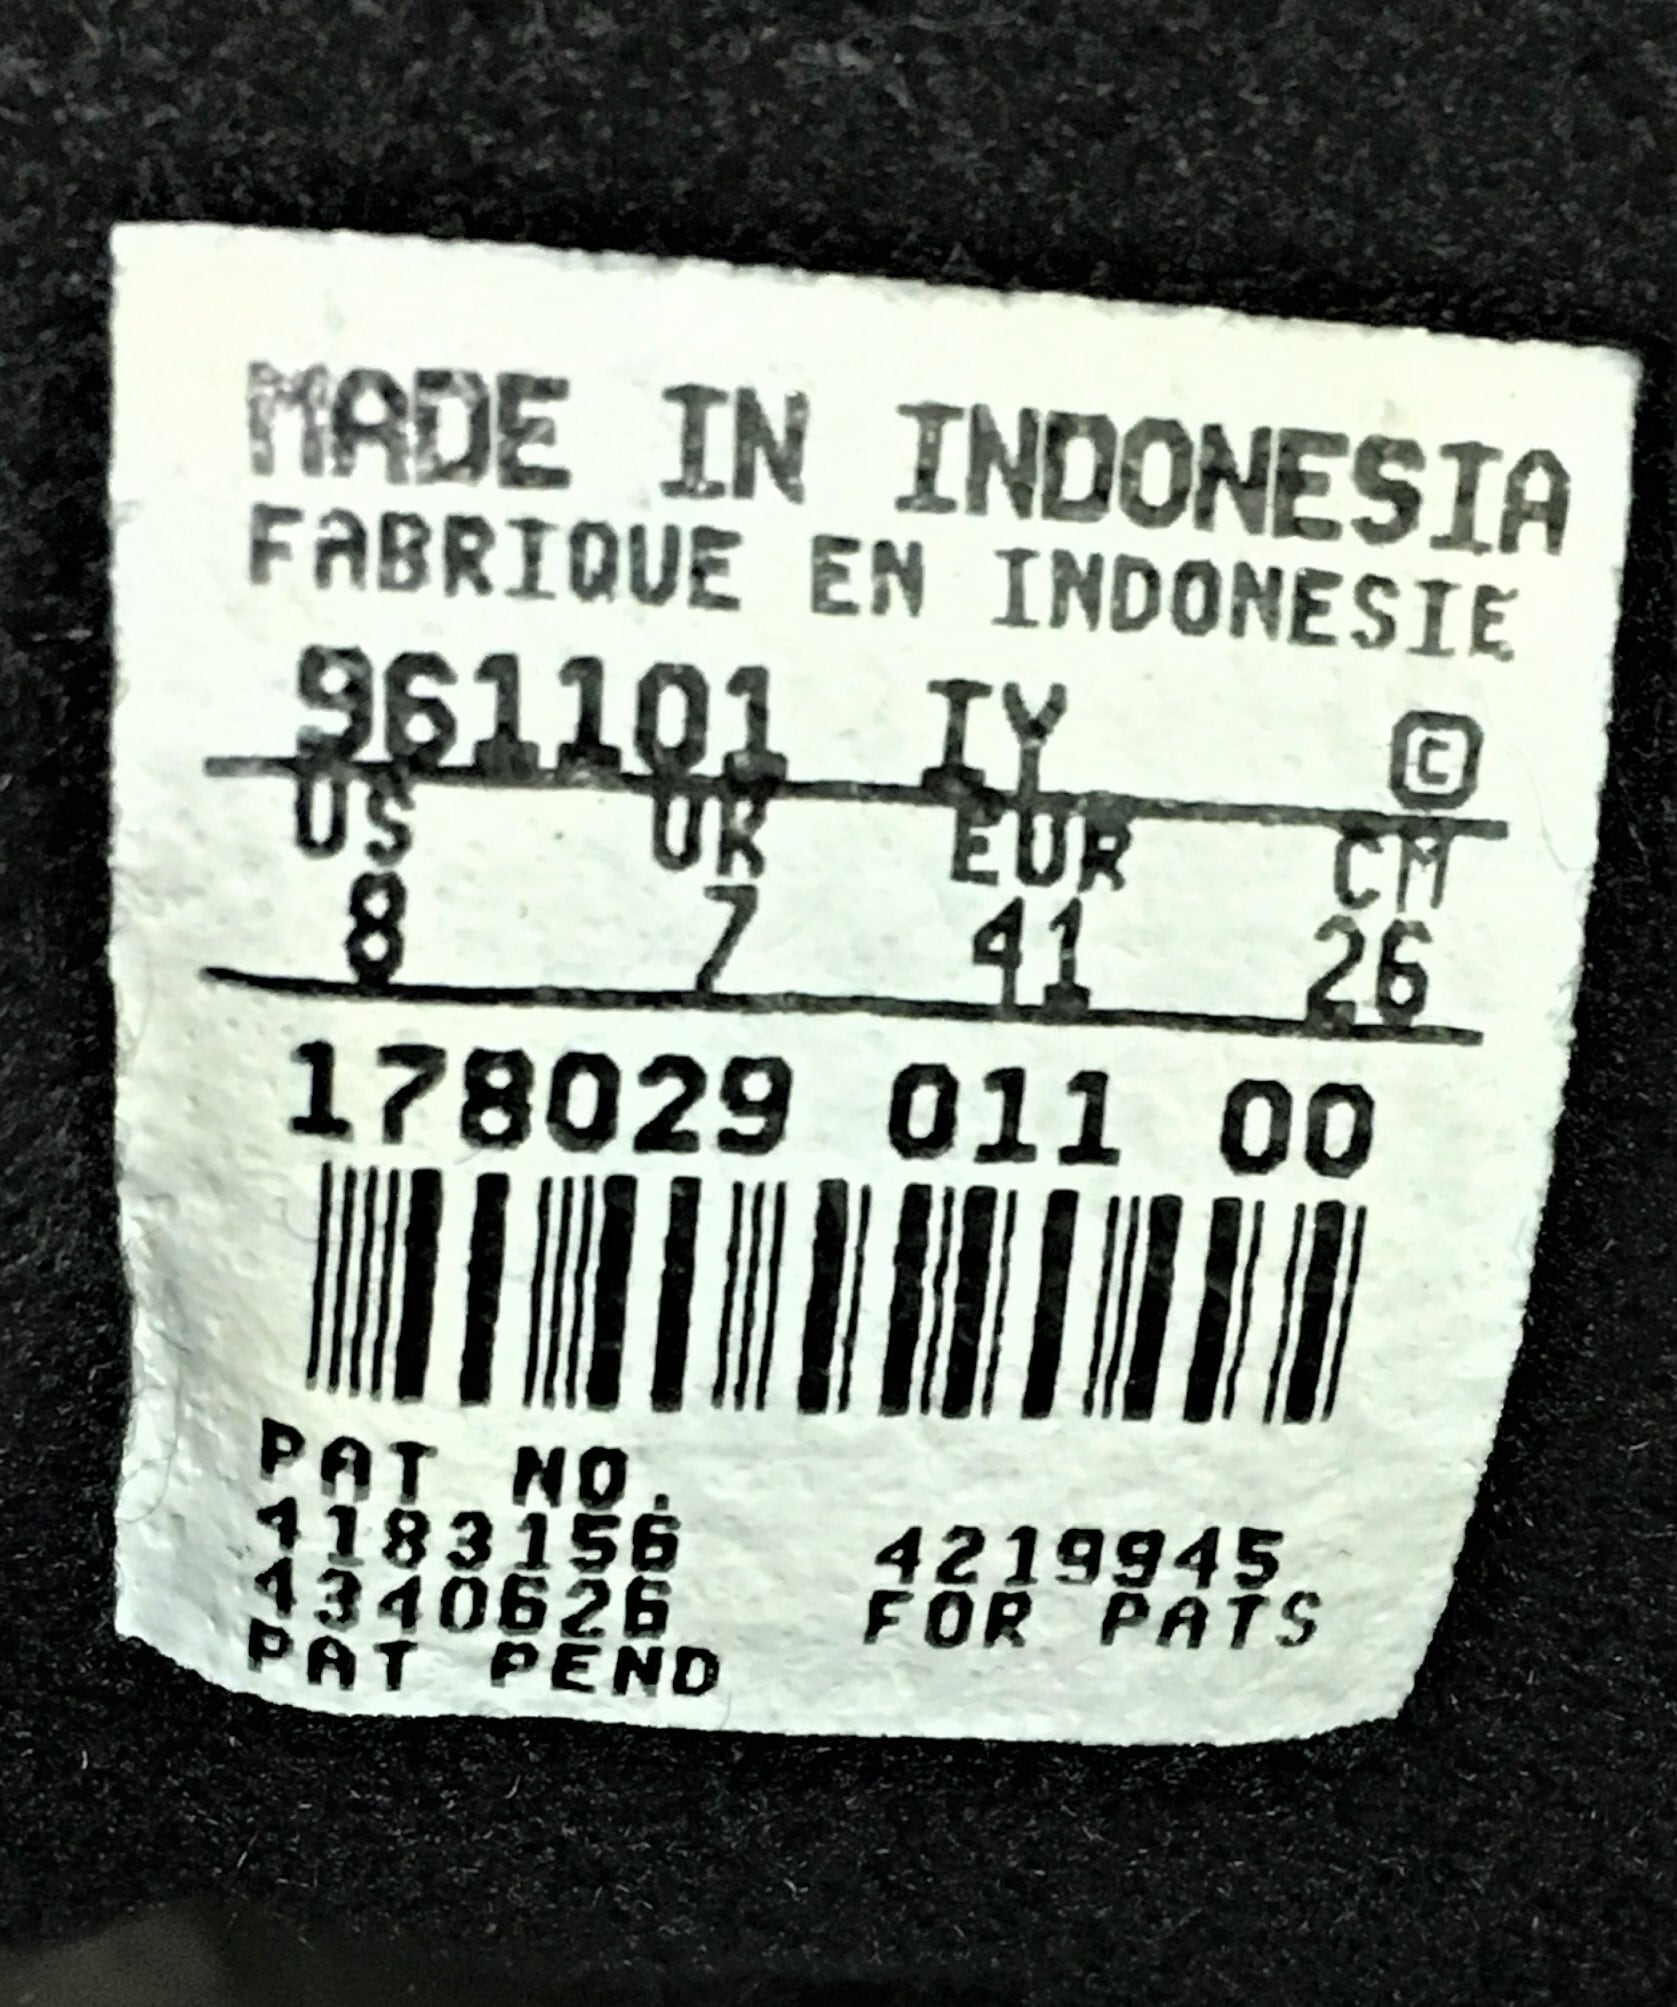 MADE IN INDONESIA
FABRIQUE EN INDONESIE
961101 IY ©
US UK EUR CM
8 7 41 26
178029 011 00
PAT NO.
4183156 4219945
4340626 FOR PATS
PAT PEND